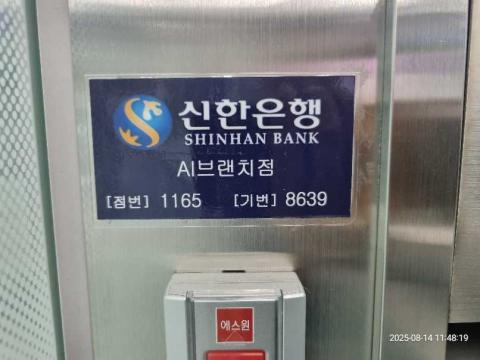 신한은행
SHINHAN BANK
AI브랜치점
[점번] 1165 [기번] 8639
에스원
2025-08-14 11:48:19